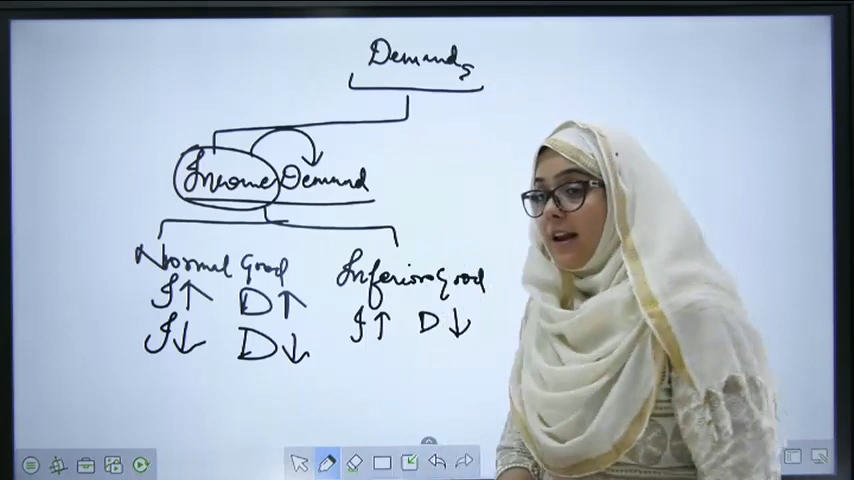 Demands
Income Demand
Normal Good
I↑ D↑
I↓ D↓
Inferior Good
I↑ D↓